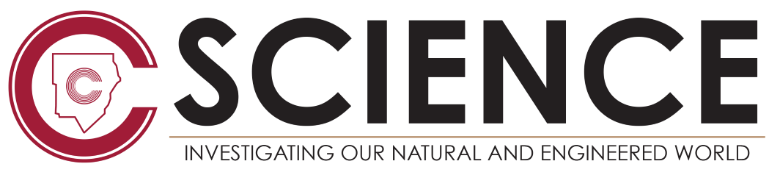 SCIENCE
INVESTIGATING OUR NATURAL AND ENGINEERED WORLD